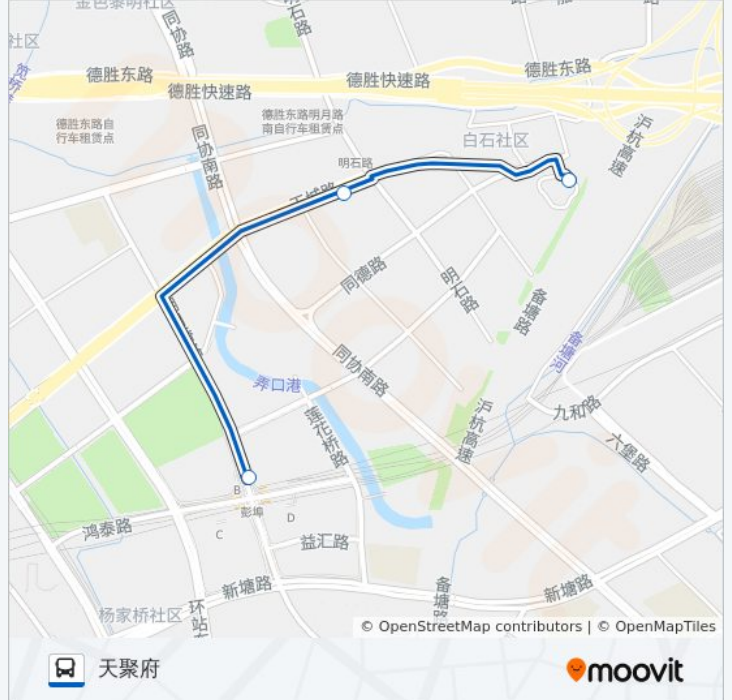 金色泰明社区
社区
同协路
明石路
德胜东路
德胜快速路
德胜快速路
德胜东路
德胜东路自
行车租赁点
德胜东路明月路
南自行车租赁点
白石社区
沪杭高速
同协南路
明石路
天城路
同德路
明石路
备塘路
备塘河
同协南路
弄口港
莲花桥路
沪杭高速
九和路
六堡路
B
彭埠
D
C
鸿泰路
益汇路
新塘路
新塘路
备塘路
杨家桥社区
© OpenStreetMap contributors | © OpenMapTiles
天聚府
moovit